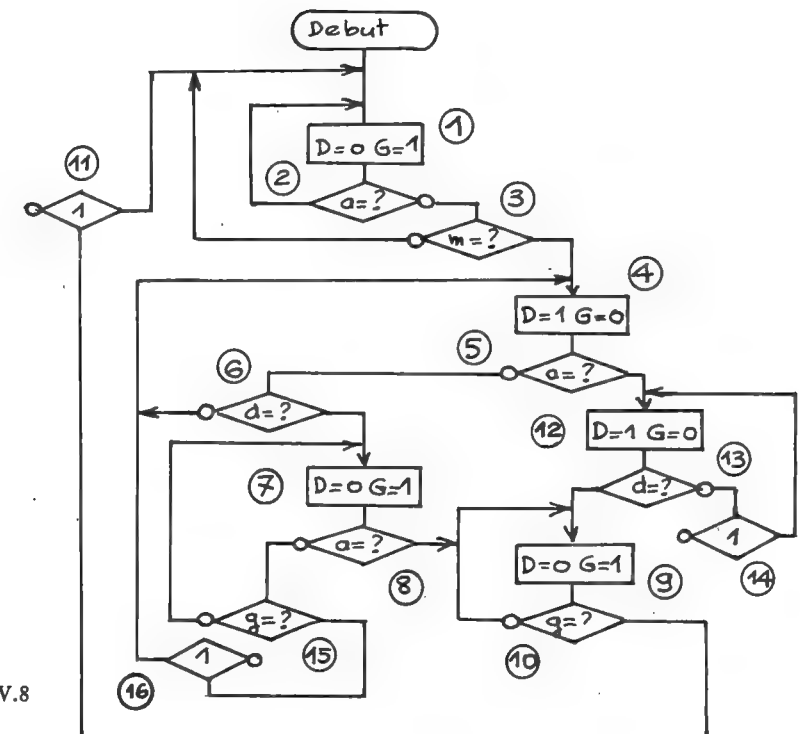 Debut
1
D=0 G=1
11
2
a=?
3
1
m=?
4
D=1 G=0
5
6
a=?
d=?
12
D=1 G=0
13
7
D=0 G=1
d=?
a=?
1
D=0 G=1
8
9
14
g=?
g=?
15
10
1
16
V.8